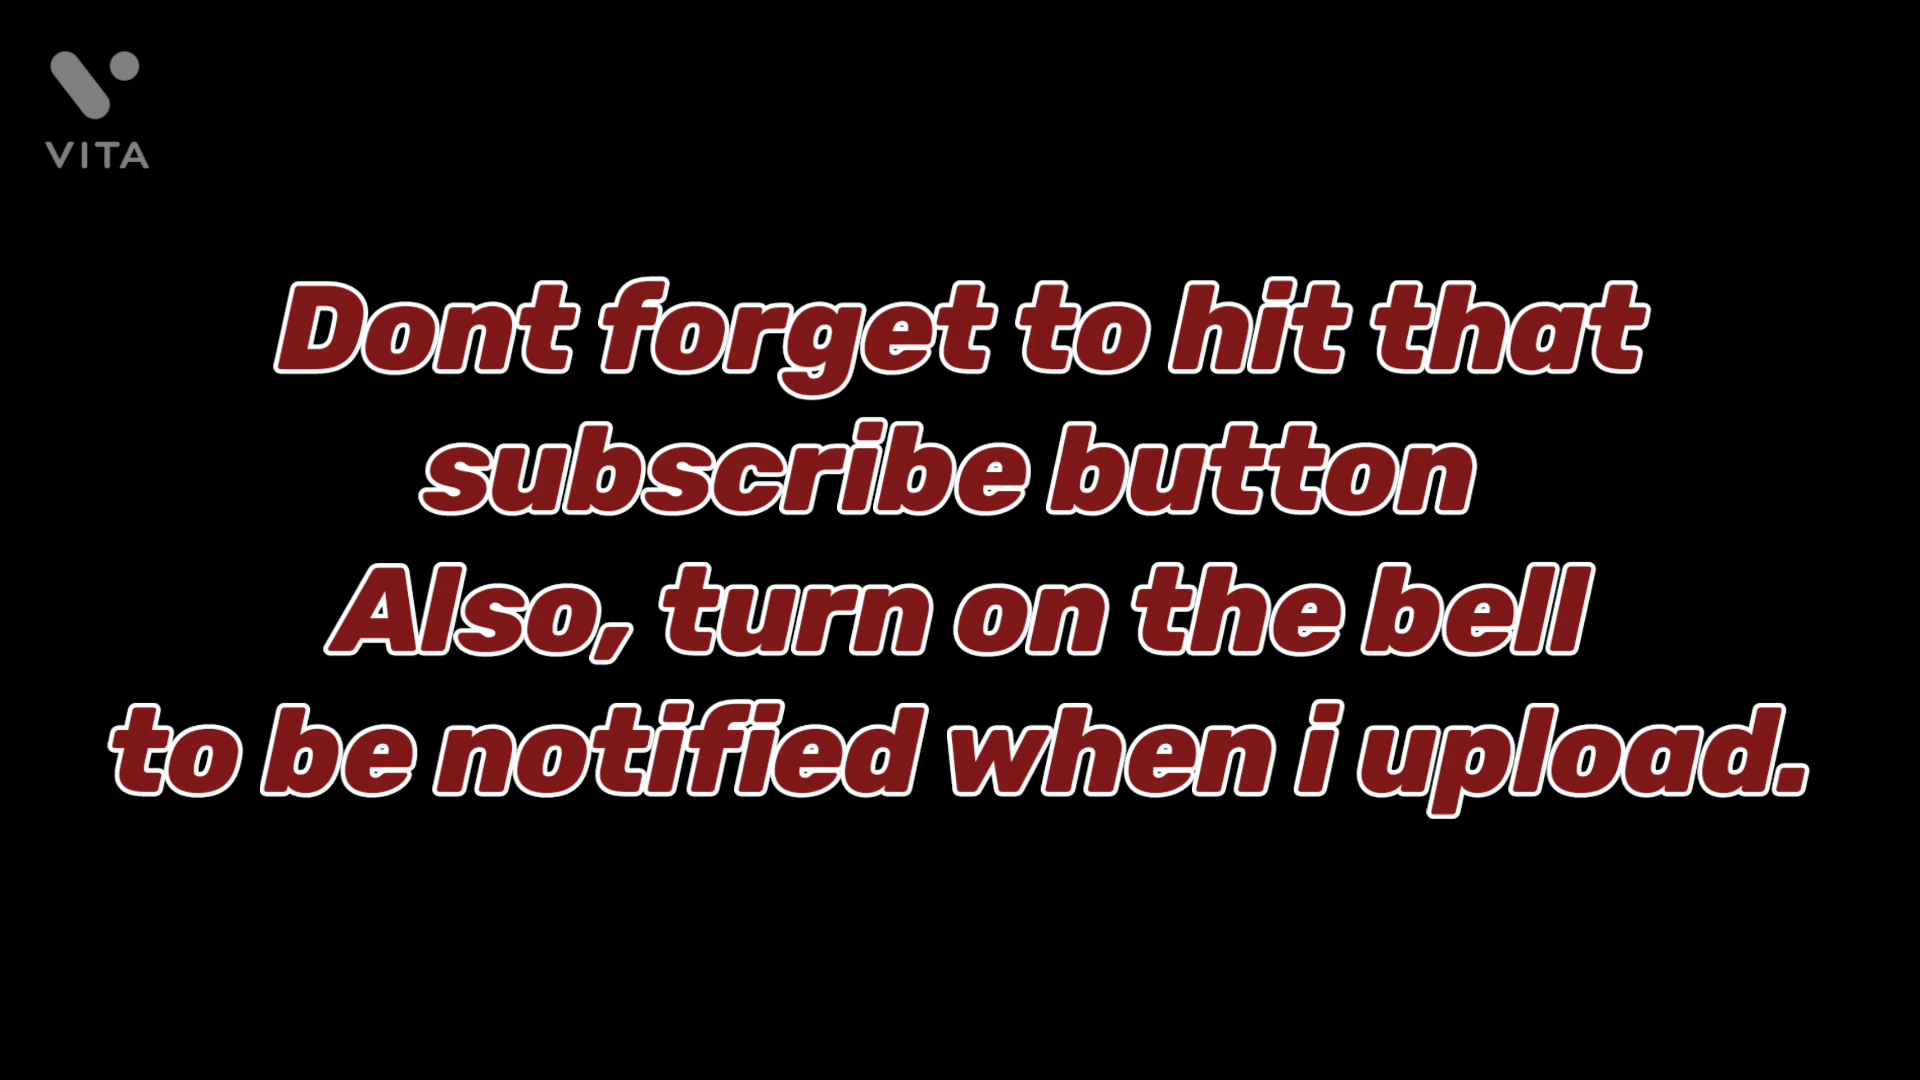 VITA
Dont forget to hit that
subscribe button
Also, turn on the bell
to be notified when i upload.